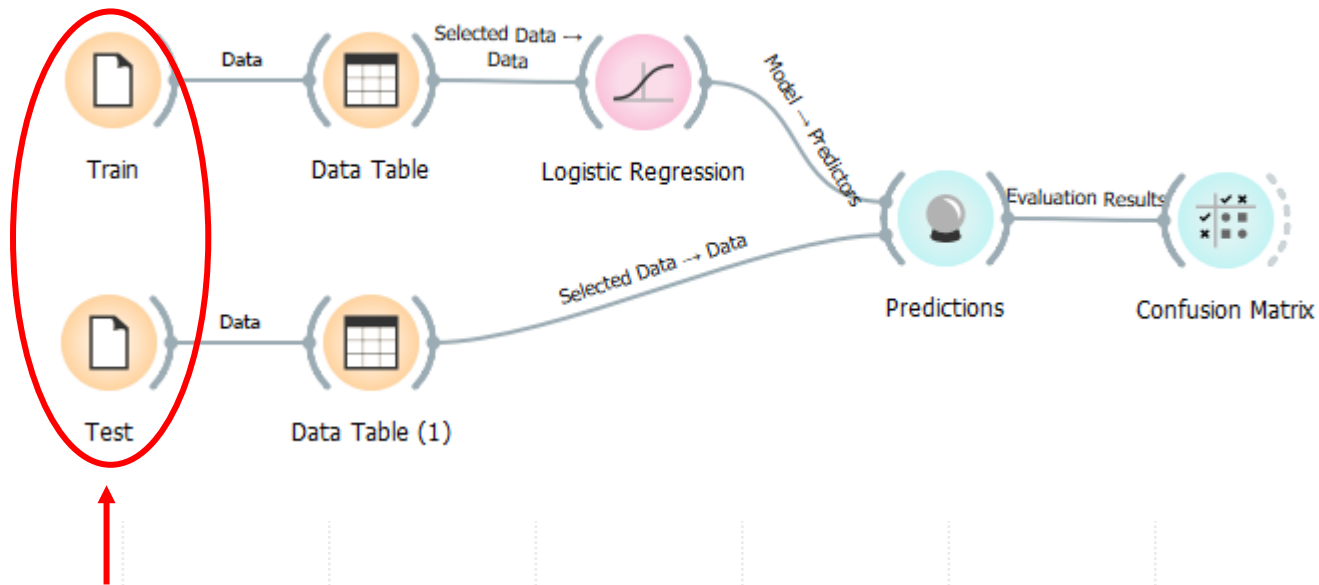 Data
Selected Data →
Data
Model → Predictors
Train
Data Table
Logistic Regression
Evaluation Results
Selected Data → Data
Predictions
Confusion Matrix
Data
Test
Data Table (1)